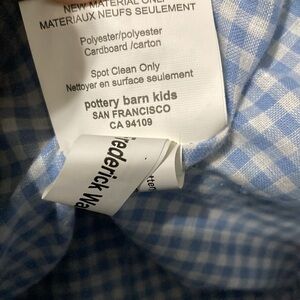 NEW MATERIAL ONLY
MATERIAUX NEUFS SEULEMENT
Polyester/polyester
Cardboard /carton
Spot Clean Only
Nettoyer en surface seulement
pottery barn kids
SAN FRANCISCO
CA 94109
rederick Wa